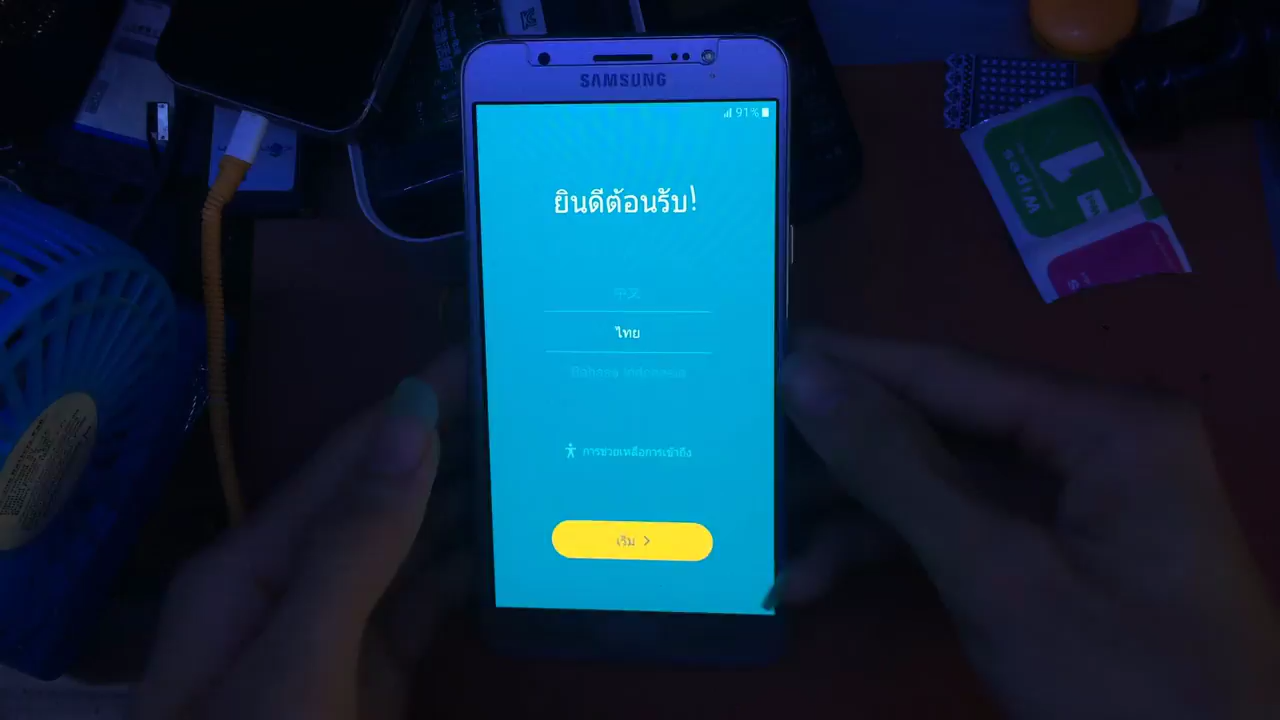 SAMSUNG
91%
ยินดีต้อนรับ!
中文
ไทย
Bahasa Indonesia
การช่วยเหลือการเข้าถึง
เริ่ม
1
Wipes